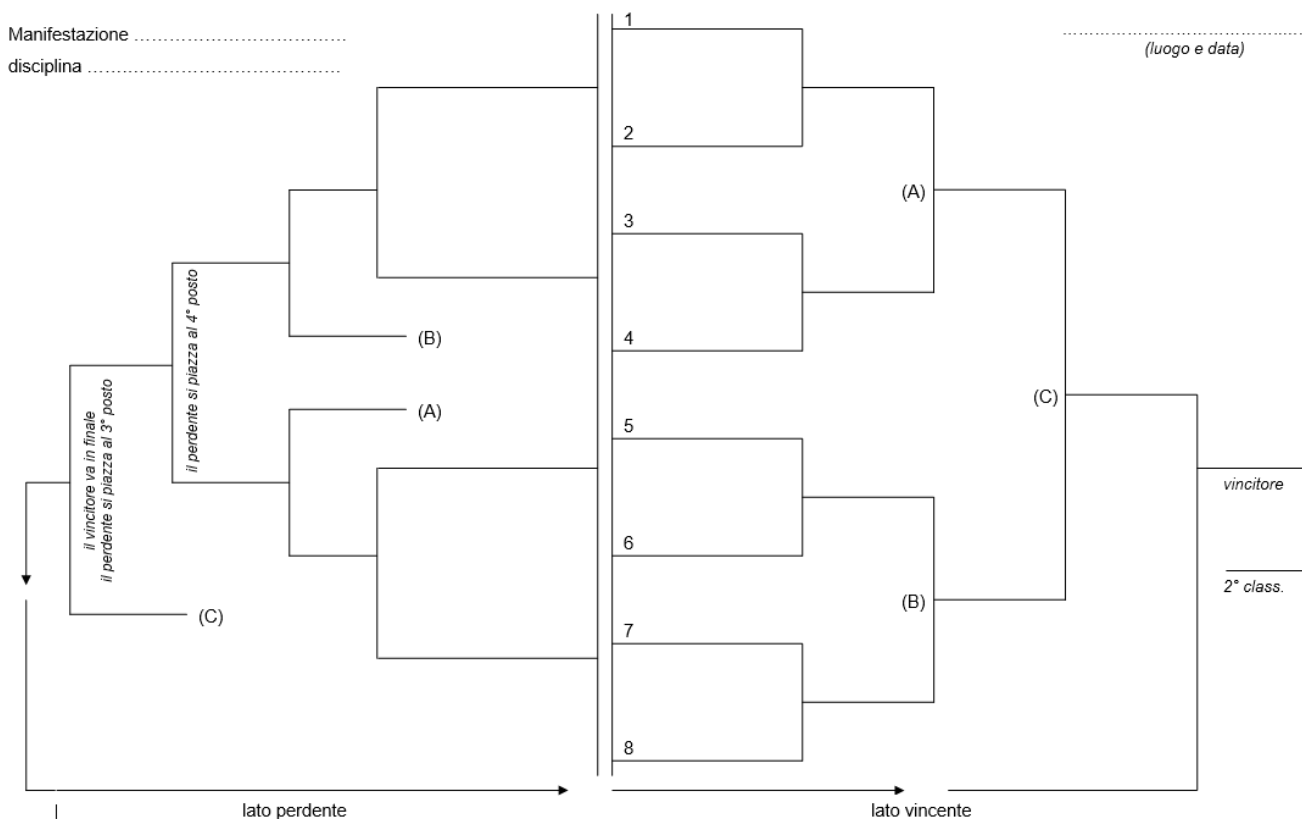 Manifestazione ………………………………
disciplina ……………………………………
………………………………………
(luogo e data)
1
2
(A)
3
il perdente si piazza al 4° posto
4
(B)
il vincitore va in finale
il perdente si piazza al 3° posto
(A)
(C)
5
vincitore
6
2° class.
(B)
(C)
7
8
lato perdente
lato vincente